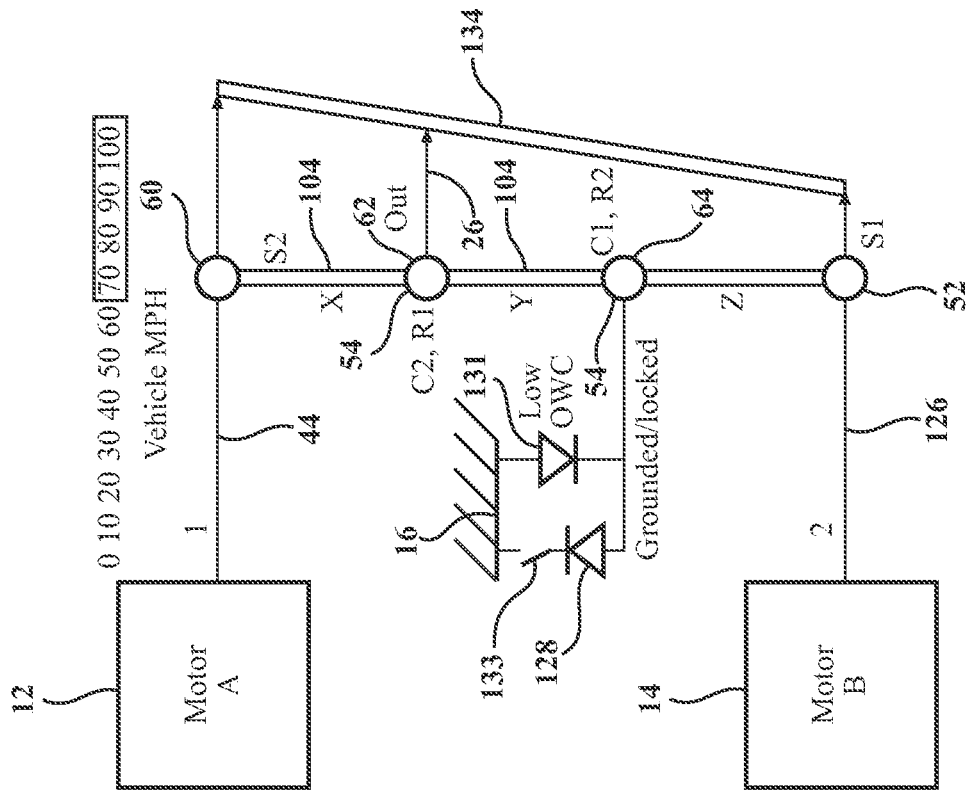 12
Motor
A
1
44
0 10 20 30 40 50 60 70 80 90 100
Vehicle MPH
60
S2
X
104
134
16
133
128
131
Low
OWC
Grounded/locked
54
C2, R1
62
Out
26
Y
104
54
C1, R2
64
Z
14
Motor
B
2
126
S1
52